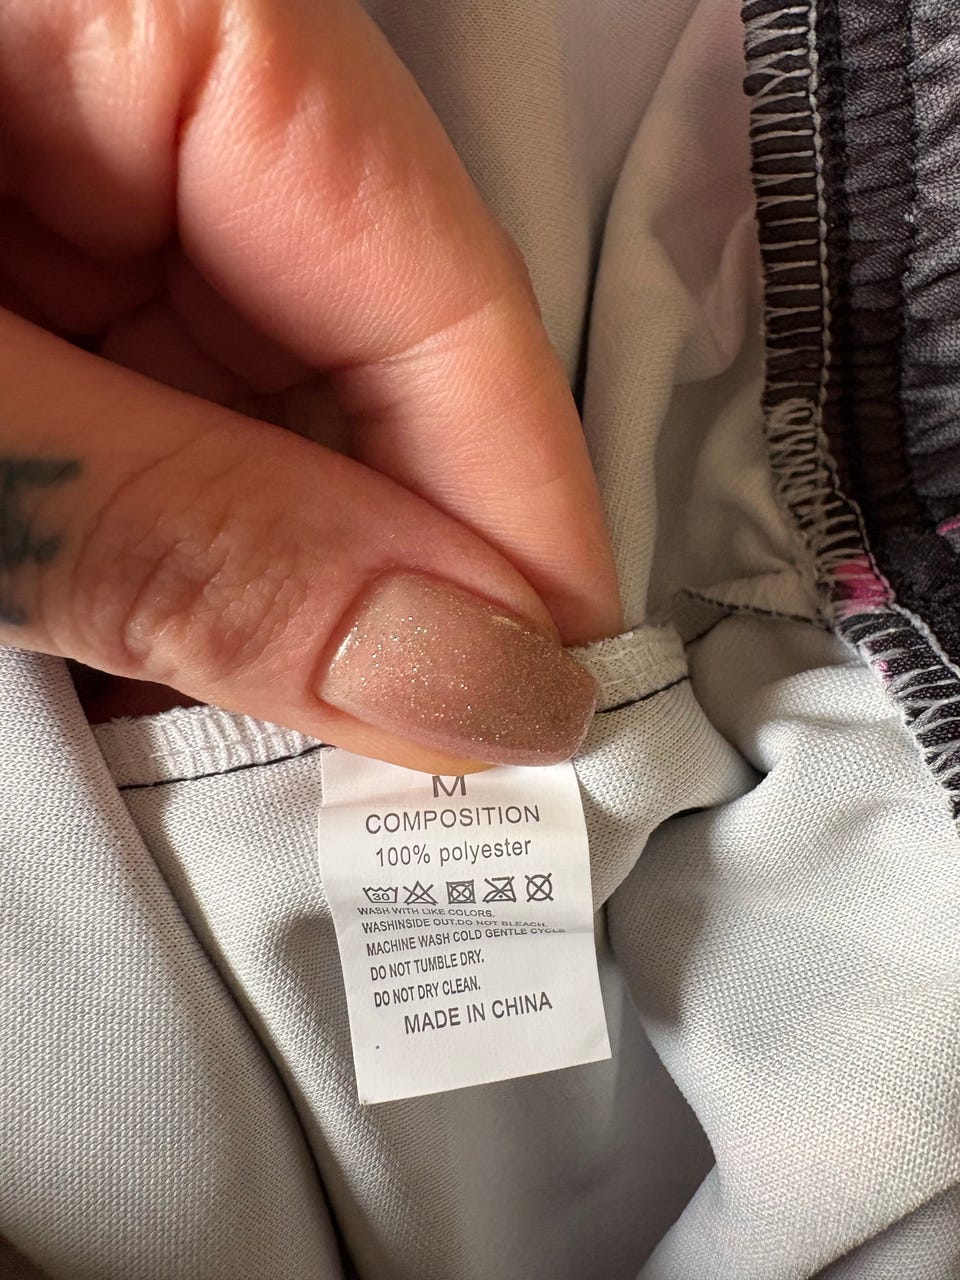 M
COMPOSITION
100% polyester
30
WASH WITH LIKE COLORS.
WASHINSIDE OUT.DO NOT BLEACH.
MACHINE WASH COLD GENTLE CYCLE
DO NOT TUMBLE DRY.
DO NOT DRY CLEAN.
MADE IN CHINA